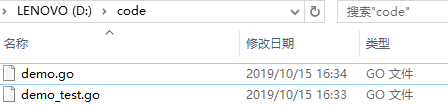 LENOVO (D:) › code
搜索"code"
名称 修改日期 类型
demo.go 2019/10/15 16:34 GO 文件
demo_test.go 2019/10/15 16:33 GO 文件